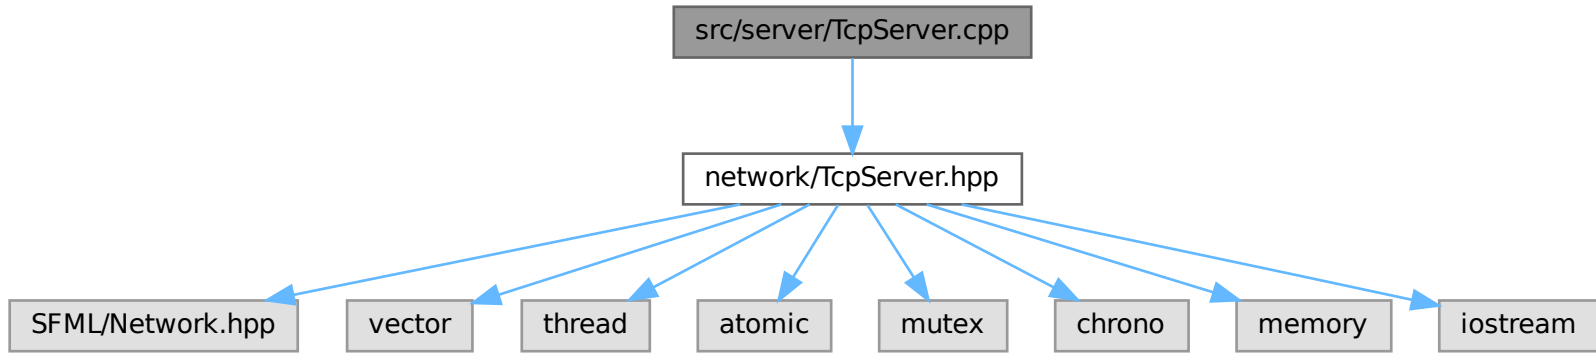 src/server/TcpServer.cpp
network/TcpServer.hpp
SFML/Network.hpp
vector
thread
atomic
mutex
chrono
memory
iostream